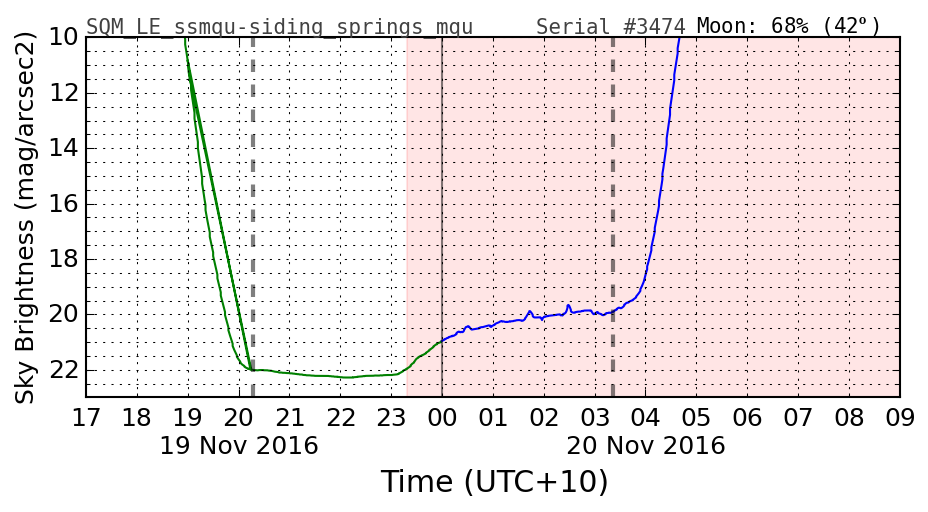 SQM_LE_ssmqu-siding_springs_mqu Serial #3474 Moon: 68% (42°)
Sky Brightness (mag/arcsec2)
10
12
14
16
18
20
22
17 18 19 20 21 22 23 00 01 02 03 04 05 06 07 08 09
19 Nov 2016 20 Nov 2016
Time (UTC+10)